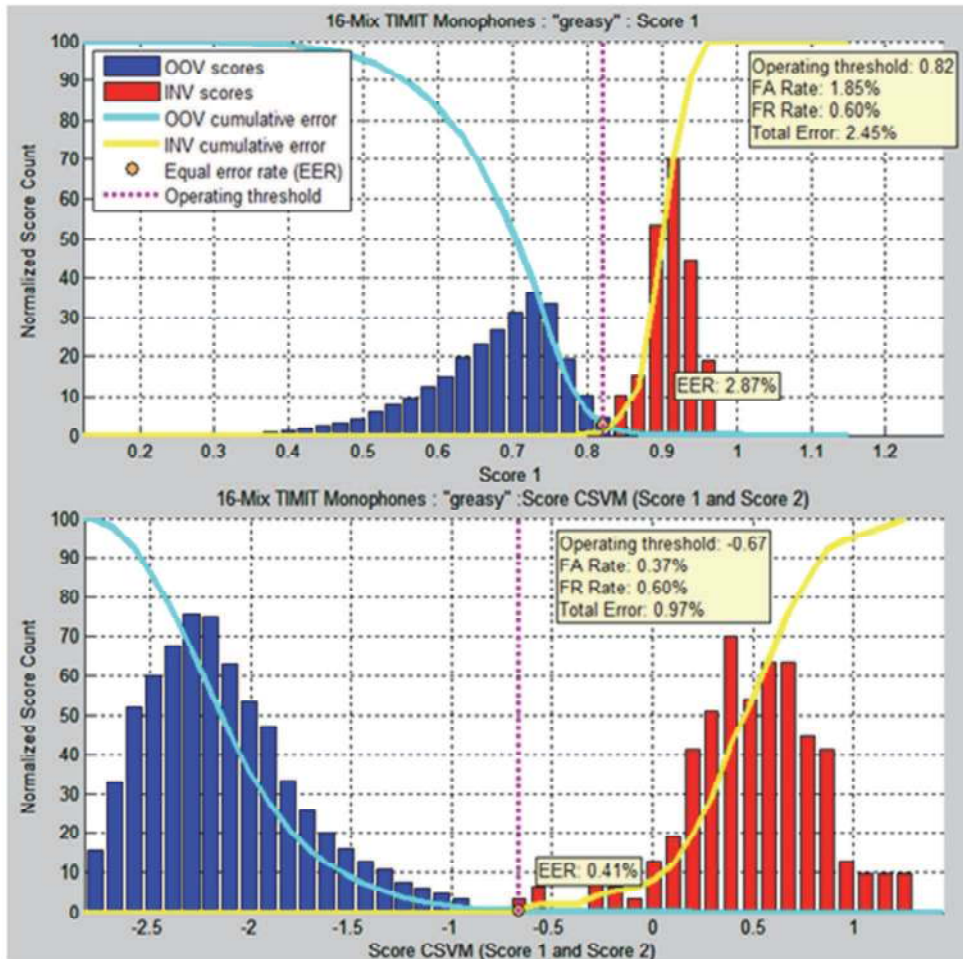 16-Mix TIMIT Monophones : "greasy" : Score 1
100
90
80
70
60
50
40
30
20
10
0
Normalized Score Count
OOV scores
INV scores
OOV cumulative error
INV cumulative error
Equal error rate (EER)
Operating threshold
Operating threshold: 0.82
FA Rate: 1.85%
FR Rate: 0.60%
Total Error: 2.45%
EER: 2.87%
0.2 0.3 0.4 0.5 0.6 0.7 0.8 0.9 1 1.1 1.2
Score 1
16-Mix TIMIT Monophones : "greasy" :Score CSVM (Score 1 and Score 2)
100
90
80
70
60
50
40
30
20
10
0
Normalized Score Count
Operating threshold: -0.67
FA Rate: 0.37%
FR Rate: 0.60%
Total Error: 0.97%
EER: 0.41%
-2.5 -2 -1.5 -1 -0.5 0 0.5 1
Score CSVM (Score 1 and Score 2)